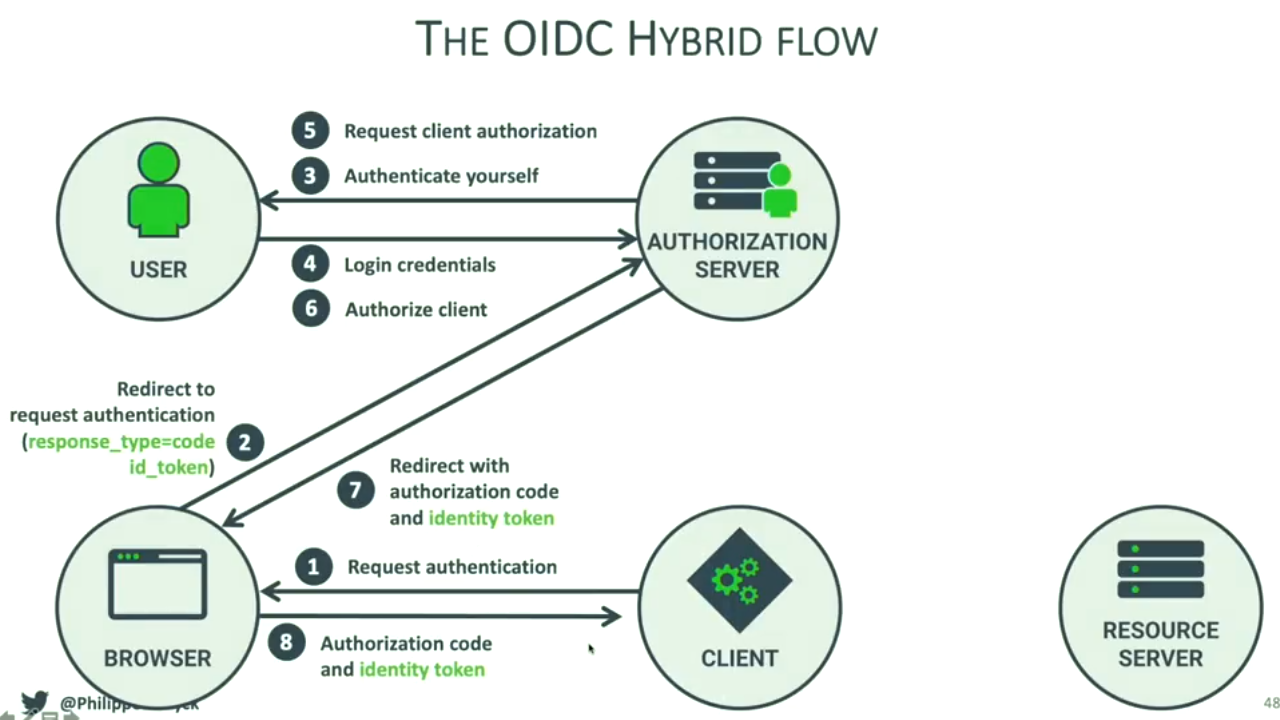 THE OIDC HYBRID FLOW
5 Request client authorization
3 Authenticate yourself
USER
AUTHORIZATION
SERVER
4 Login credentials
6 Authorize client
Redirect to
request authentication
(response_type=code
id_token)
2
7
Redirect with
authorization code
and identity token
1 Request authentication
8 Authorization code
and identity token
BROWSER
CLIENT
RESOURCE
SERVER
48